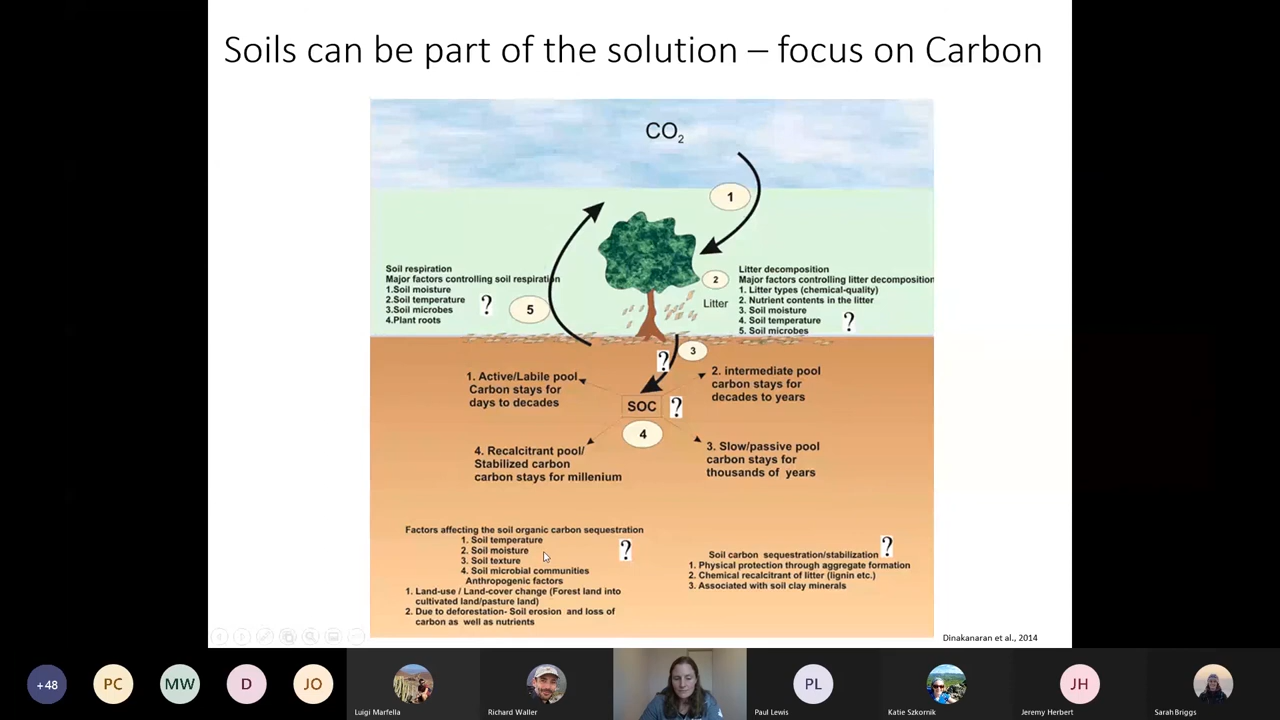 Soils can be part of the solution – focus on Carbon
CO2
1
Soil respiration
Major factors controlling soil respiration
1.Soil moisture
2.Soil temperature
3.Soil microbes
4.Plant roots
?
5
2
Litter
Litter decomposition
Major factors controlling litter decomposition
1. Litter types (chemical-quality)
2. Nutrient contents in the litter
3. Soil moisture
4. Soil temperature
5. Soil microbes
?
3
?
1. Active/Labile pool
Carbon stays for
days to decades
2. intermediate pool
carbon stays for
decades to years
SOC
?
4
4. Recalcitrant pool/
Stabilized carbon
carbon stays for millenium
3. Slow/passive pool
carbon stays for
thousands of years
Factors affecting the soil organic carbon sequestration
1. Soil temperature
2. Soil moisture
3. Soil texture
4. Soil microbial communities
Anthropogenic factors
1. Land-use / Land-cover change (Forest land into
cultivated land/pasture land)
2. Due to deforestation- Soil erosion and loss of
carbon as well as nutrients
?
Soil carbon sequestration/stabilization
?
1. Physical protection through aggregate formation
2. Chemical recalcitrant of litter (lignin etc.)
3. Associated with soil clay minerals
Dinakanaran et al., 2014
+48
PC
MW
D
JO
Luigi Marfella
Richard Waller
PL
Paul Lewis
Katie Szkornik
JH
Jeremy Herbert
Sarah Briggs